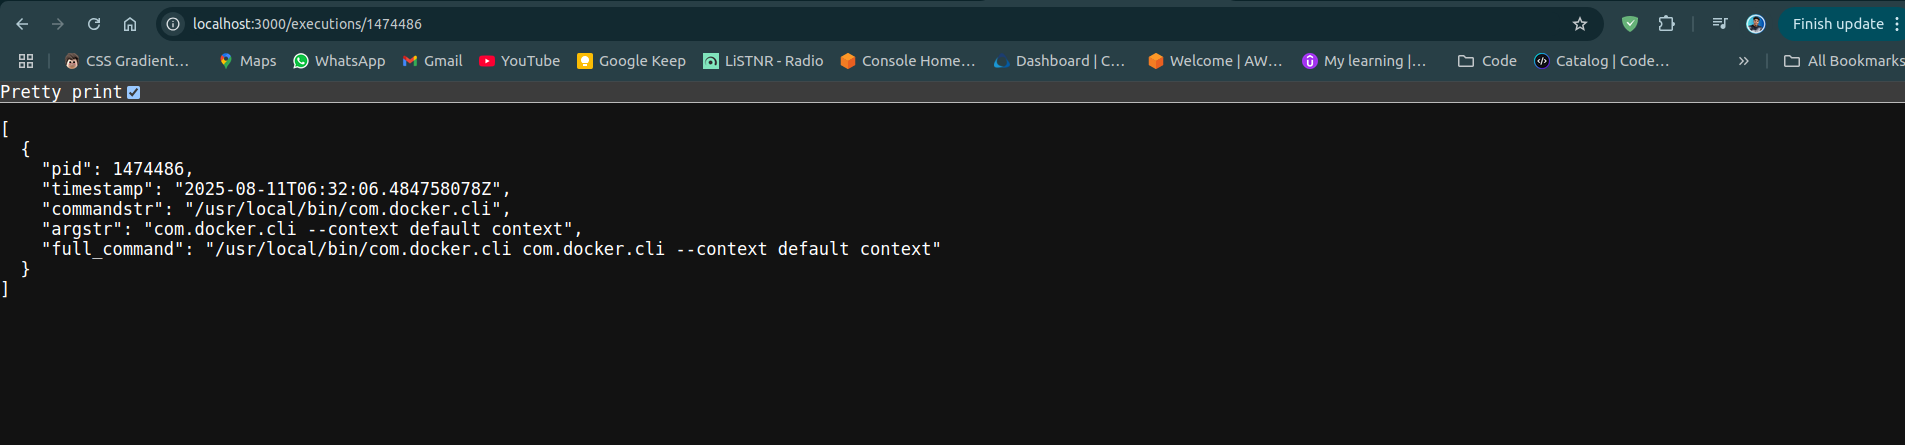 localhost:3000/executions/1474486
Finish update
CSS Gradient...
Maps
WhatsApp
Gmail
YouTube
Google Keep
LiSTNR - Radio
Console Home...
Dashboard | C...
Welcome | AW...
My learning |...
Code
Catalog | Code...
»
All Bookmarks
Pretty print
[
  {
    "pid": 1474486,
    "timestamp": "2025-08-11T06:32:06.484758078Z",
    "commandstr": "/usr/local/bin/com.docker.cli",
    "argstr": "com.docker.cli --context default context",
    "full_command": "/usr/local/bin/com.docker.cli com.docker.cli --context default context"
  }
]